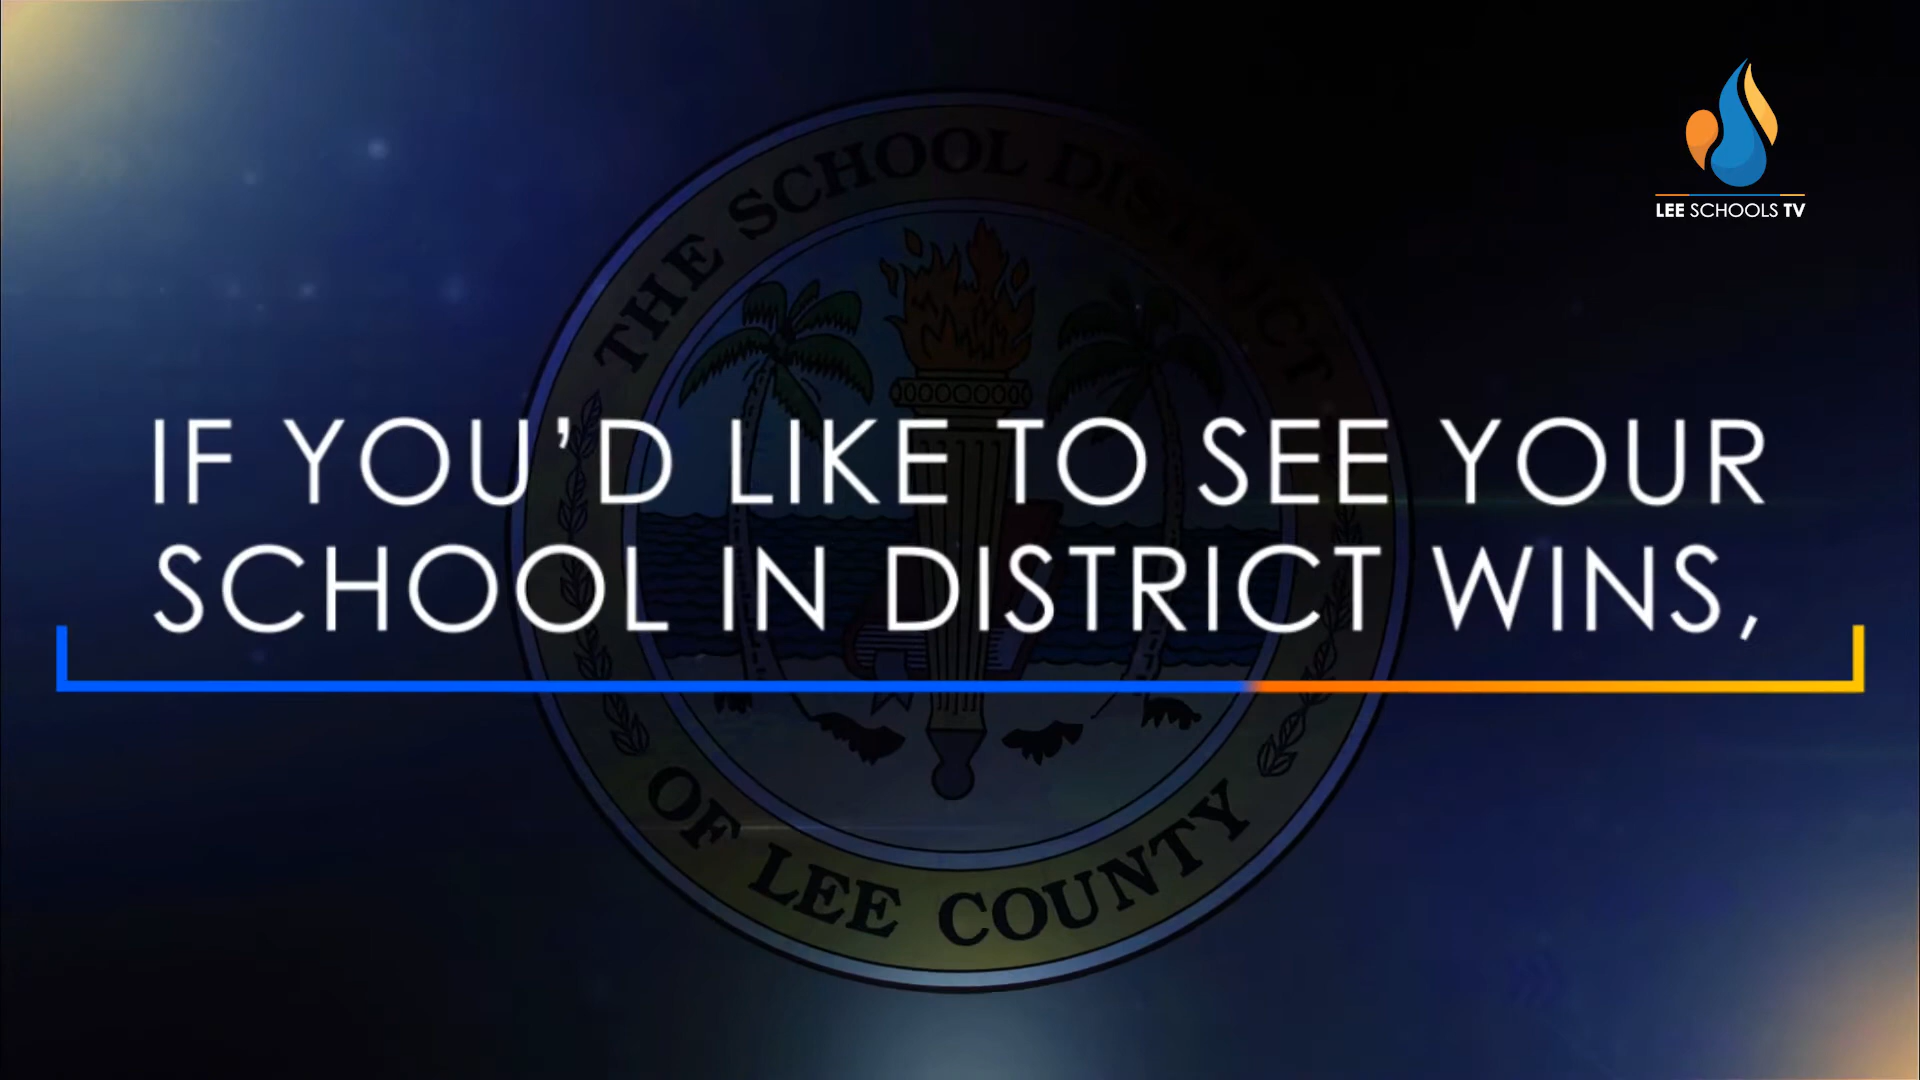 LEE SCHOOLS TV
THE SCHOOL DISTRICT
IF YOU’D LIKE TO SEE YOUR
SCHOOL IN DISTRICT WINS,
OF LEE COUNTY